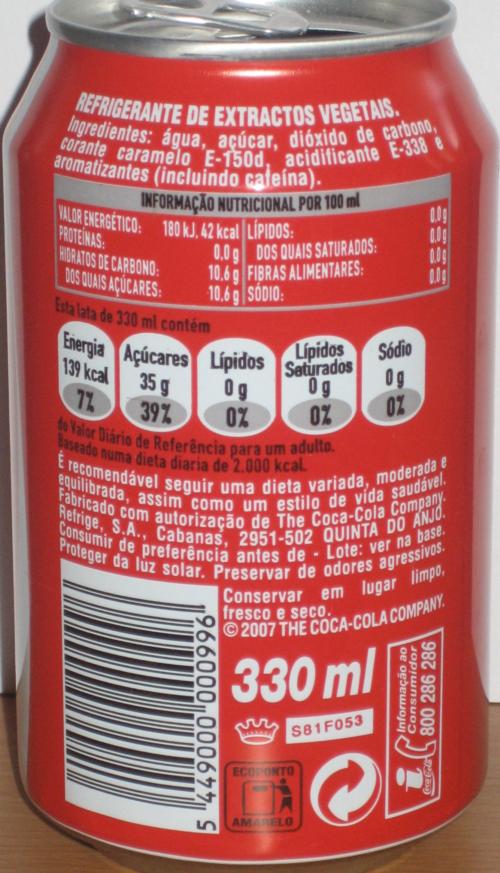 REFRIGERANTE DE EXTRACTOS VEGETAIS.
Ingredientes: água, açúcar, dióxido de carbono,
corante caramelo E-150d, acidificante E-338 e
aromatizantes (incluindo cafeína).
INFORMAÇÃO NUTRICIONAL POR 100 ml
VALOR ENERGÉTICO: 180 kJ, 42 kcal
PROTEÍNAS: 0,0 g
HIDRATOS DE CARBONO: 10,6 g
DOS QUAIS AÇÚCARES: 10,6 g
LÍPIDOS: 0,0 g
DOS QUAIS SATURADOS: 0,0 g
FIBRAS ALIMENTARES: 0,0 g
SÓDIO: 0,0 g
Esta lata de 330 ml contém
Energia
139 kcal
7%
Açúcares
35 g
39%
Lípidos
0 g
0%
Lípidos
Saturados
0 g
0%
Sódio
0 g
0%
do Valor Diário de Referência para um adulto.
Baseado numa dieta diaria de 2.000 kcal.
É recomendável seguir uma dieta variada, moderada e
equilibrada, assim como um estilo de vida saudável.
Fabricado com autorização de The Coca-Cola Company.
Refrige, S.A., Cabanas, 2951-502 QUINTA DO ANJO.
Consumir de preferência antes de - Lote: ver na base.
Proteger da luz solar. Preservar de odores agressivos.
Conservar em lugar limpo,
fresco e seco.
© 2007 THE COCA-COLA COMPANY.
330 ml
S81F053
ECOPONTO
AMARELO
i
Coca-Cola
Informação ao
Consumidor
800 286 286
5 449000 000996